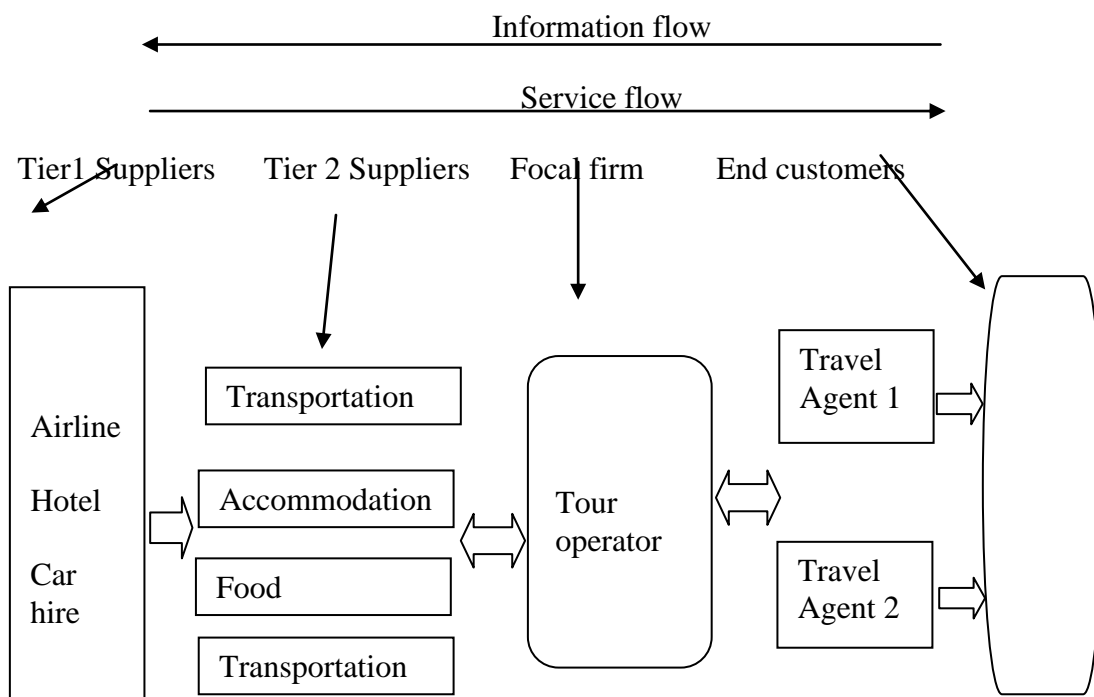 Information flow
Service flow
Tier1 Suppliers
Tier 2 Suppliers
Focal firm
End customers
Airline
Hotel
Car
hire
Transportation
Accommodation
Food
Transportation
Tour
operator
Travel
Agent 1
Travel
Agent 2